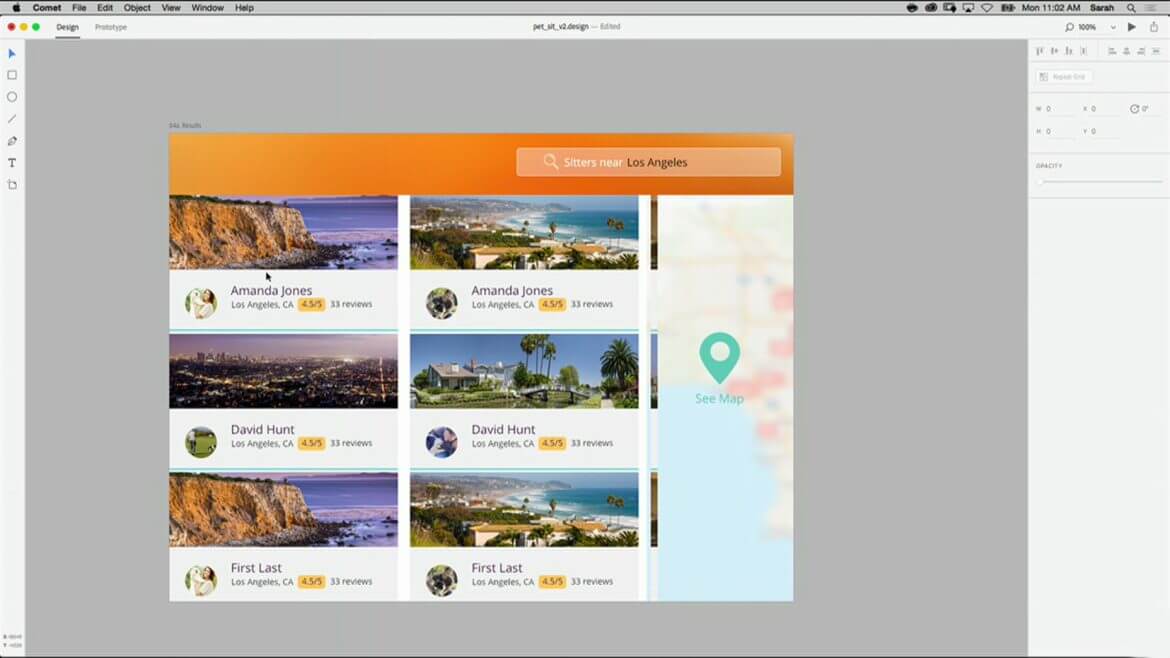 Comet File Edit Object View Window Help
Mon 11:02 AM Sarah
Design Prototype
pet_sit_v2.design — Edited
100%
Repeat Grid
W 0 X 0 0°
H 0 Y 0
OPACITY
Results
Sitters near Los Angeles
Amanda Jones
Los Angeles, CA 4.5/5 33 reviews
Amanda Jones
Los Angeles, CA 4.5/5 33 reviews
David Hunt
Los Angeles, CA 4.5/5 33 reviews
David Hunt
Los Angeles, CA 4.5/5 33 reviews
See Map
First Last
Los Angeles, CA 4.5/5 33 reviews
First Last
Los Angeles, CA 4.5/5 33 reviews